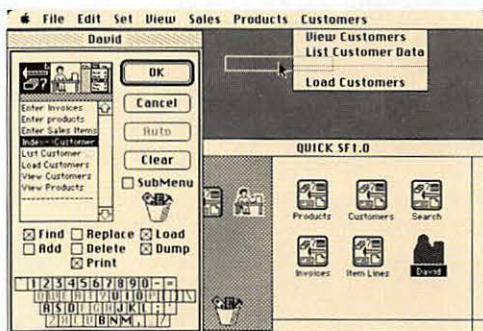 File Edit Set View Sales Products Customers
David
View Customers
List Customer Data
Load Customers
OK
Cancel
Auto
Clear
SubMenu
Enter Invoices
Enter products
Enter Sales Items
Index-Customer
List Customer
Load Customers
View Customers
View Products
Find Replace Load
Add Delete Dump
Print
1 2 3 4 5 6 7 8 9 0 - =
A S D J K L ;
B N M , /
QUICK SF1.0
Products Customers Search
Invoices Item Lines David